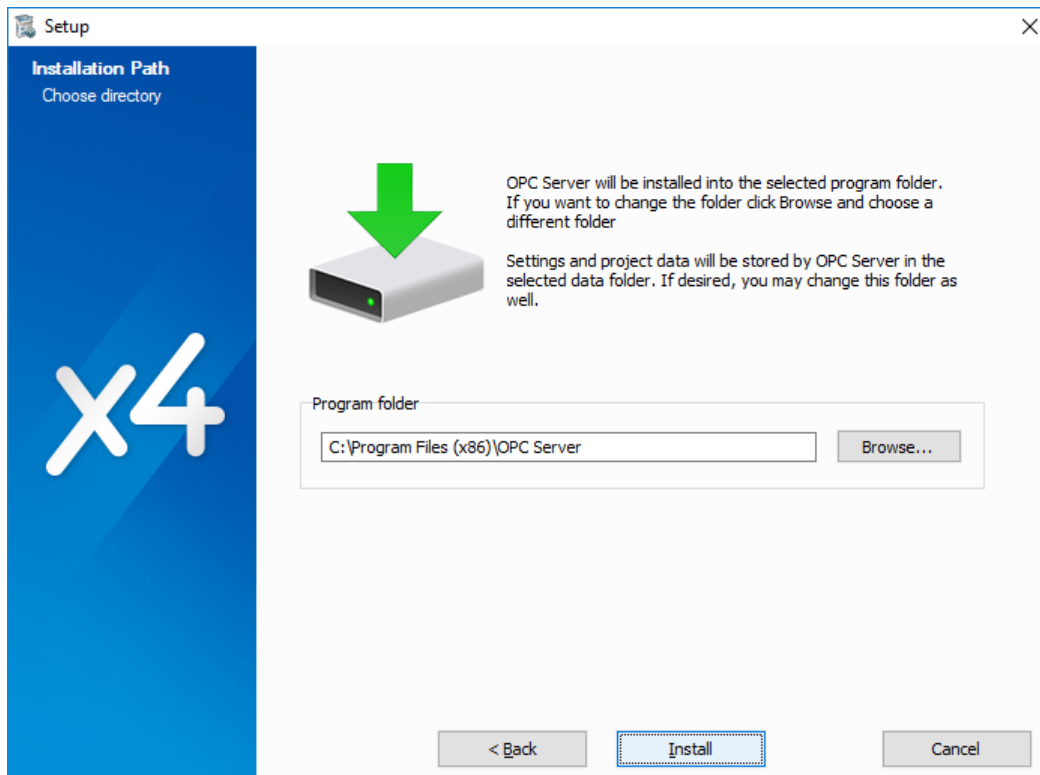 Setup
Installation Path
Choose directory
OPC Server will be installed into the selected program folder.
If you want to change the folder click Browse and choose a
different folder
Settings and project data will be stored by OPC Server in the
selected data folder. If desired, you may change this folder as
well.
x4
Program folder
C:\Program Files (x86)\OPC Server
Browse...
< Back
Install
Cancel